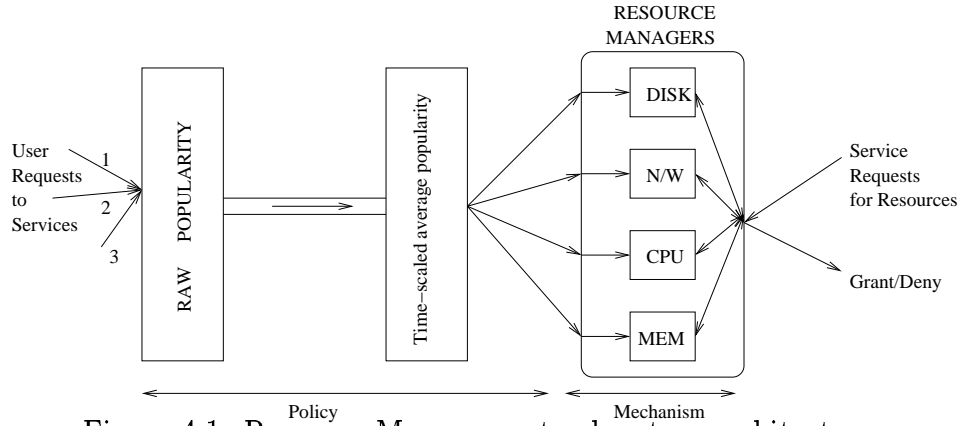 RESOURCE
MANAGERS
User
Requests
to
Services
1
2
3
RAW POPULARITY
Time-scaled average popularity
DISK
N/W
CPU
MEM
Service
Requests
for Resources
Grant/Deny
Policy
Mechanism